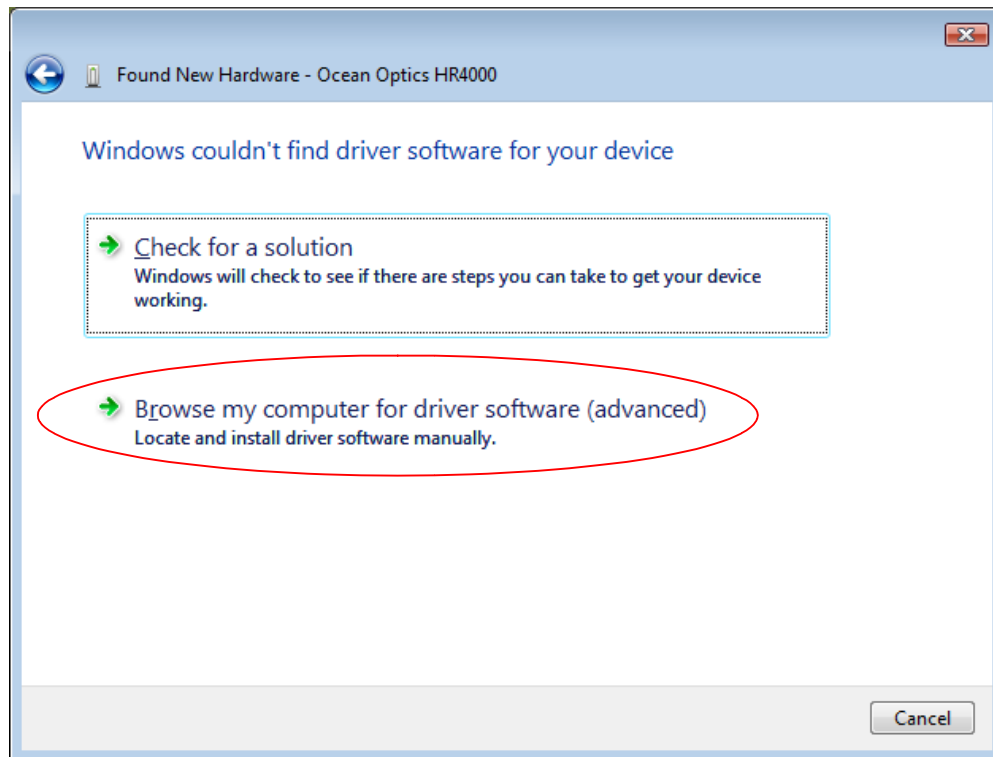 Found New Hardware - Ocean Optics HR4000
Windows couldn't find driver software for your device
Check for a solution
Windows will check to see if there are steps you can take to get your device
working.
Browse my computer for driver software (advanced)
Locate and install driver software manually.
Cancel